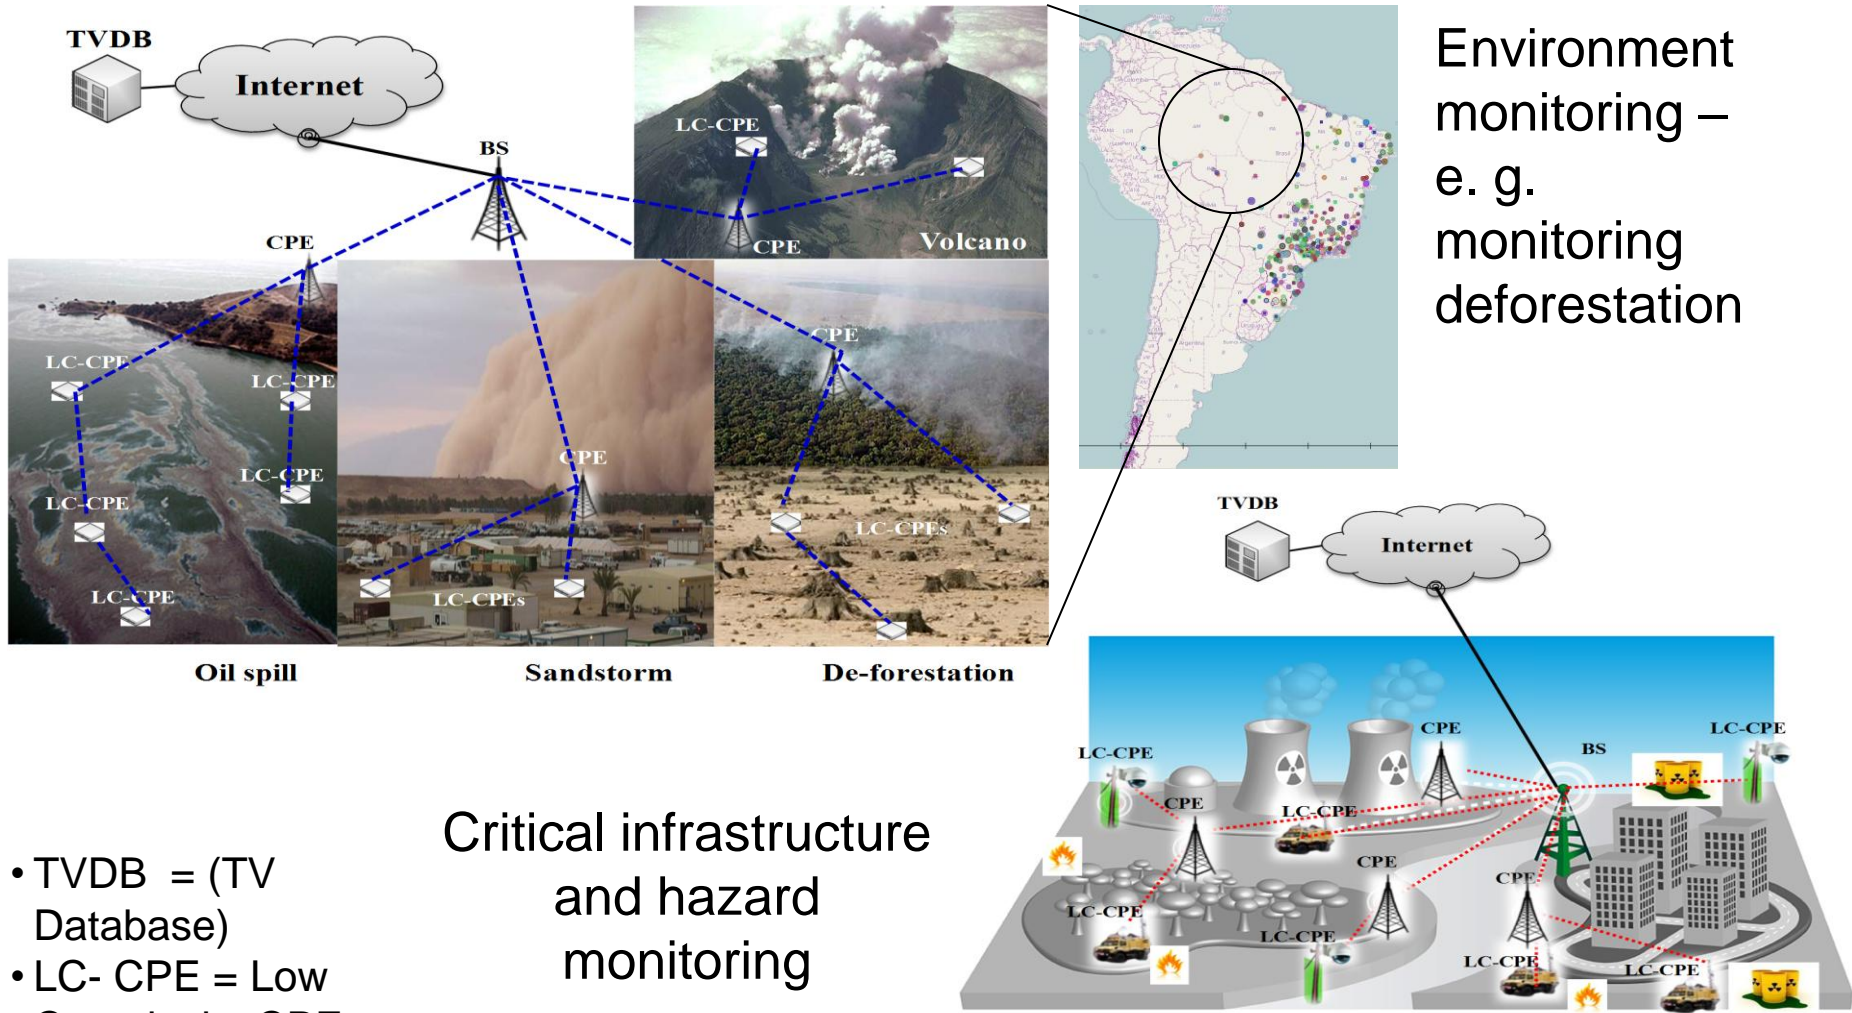 TVDB
Internet
BS
LC-CPE
CPE
Volcano
CPE
LC-CPE
LC-CPE
LC-CPE
LC-CPE
LC-CPE
CPE
LC-CPEs
CPE
LC-CPEs
Oil spill
Sandstorm
De-forestation
Environment
monitoring –
e. g.
monitoring
deforestation
TVDB
Internet
CPE
LC-CPE
BS
LC-CPE
CPE
LC-CPE
CPE
CPE
LC-CPE
LC-CPE
LC-CPE
LC-CPE
Critical infrastructure
and hazard
monitoring
• TVDB = (TV
Database)
• LC- CPE = Low